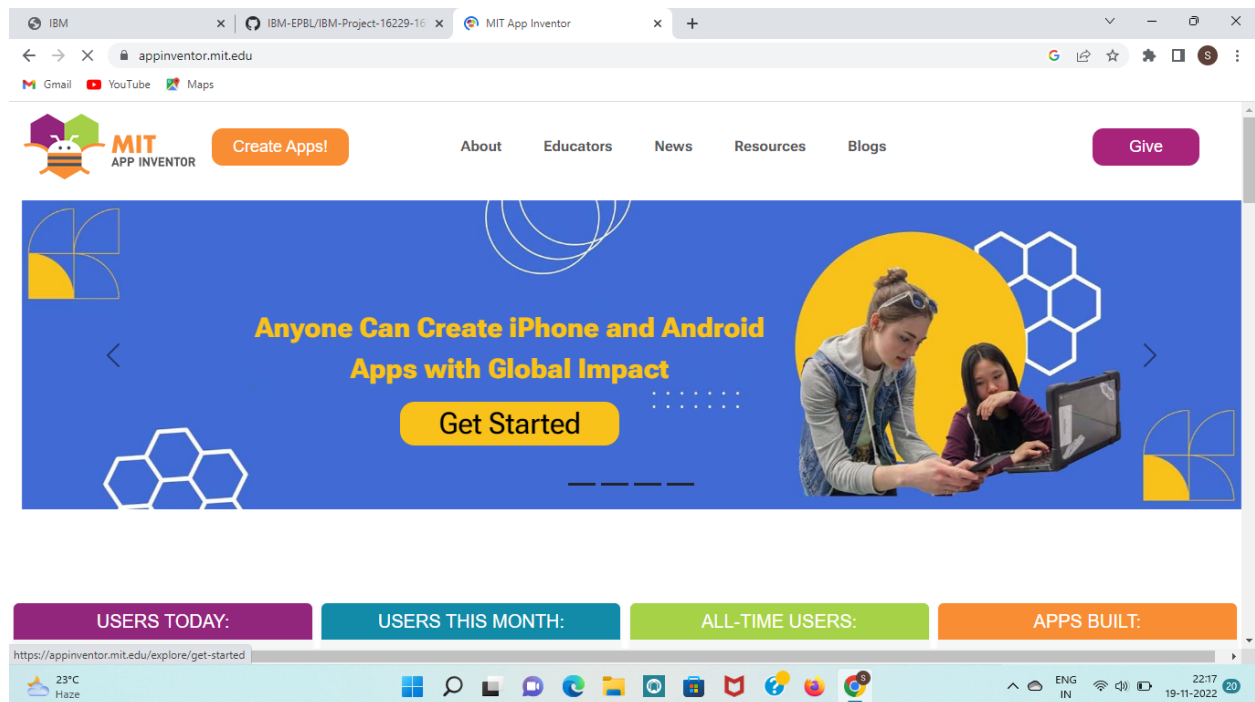 IBM
IBM-EPBL/IBM-Project-16229-16
MIT App Inventor
appinventor.mit.edu
G
S
Gmail
YouTube
Maps
MIT
APP INVENTOR
Create Apps!
About
Educators
News
Resources
Blogs
Give
Anyone Can Create iPhone and Android
Apps with Global Impact
Get Started
USERS TODAY:
USERS THIS MONTH:
ALL-TIME USERS:
APPS BUILT:
https://appinventor.mit.edu/explore/get-started
23°C
Haze
S
ENG
IN
22:17
19-11-2022
20